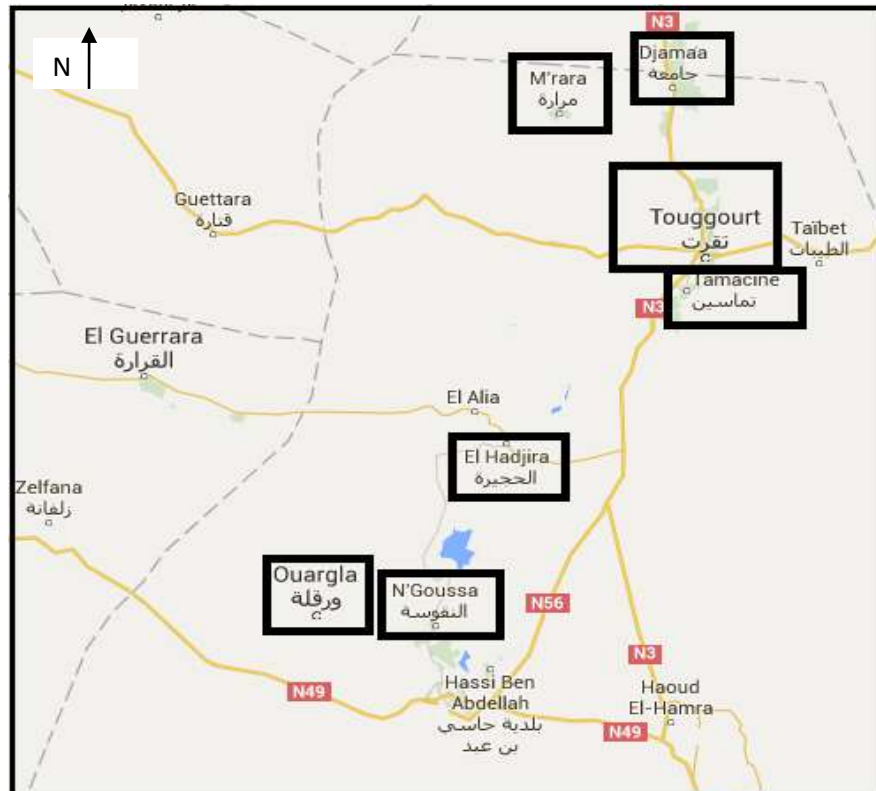 N3
N
Djamaa
جامعة
M'rara
مرارة
Guettara
قنارة
Touggourt
تقرت
Taïbet
الطيبات
Tamacine
تماسين
N3
El Guerrara
القرارة
El Alia
El Hadjira
الحجيرة
Zelfana
زلفانة
Ouargla
ورقلة
N'Goussa
النقوسة
N56
N3
N49
Hassi Ben
Abdellah
بلدية حاسي
بن عبد
Haoud
El-Hamra
N49